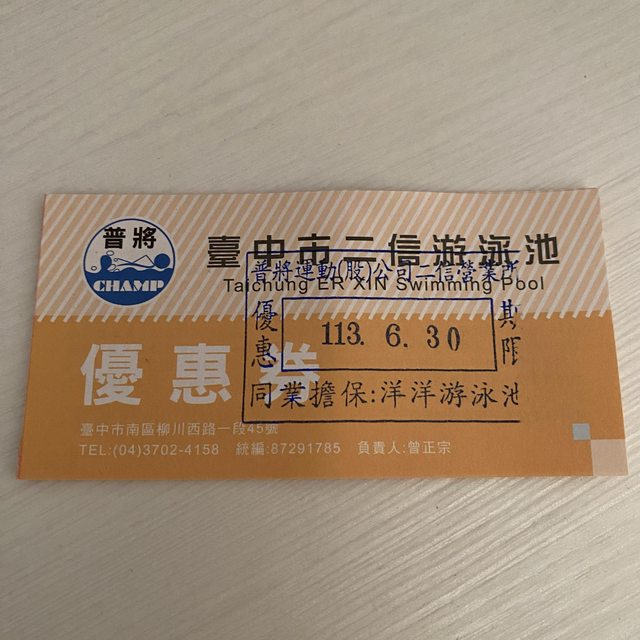 普將
CHAMP
臺中市二信游泳池
Taichung ER XIN Swimming Pool
普將運動(股)公司二信營業所
優惠
113. 6. 30
期限
同業擔保:洋洋游泳池
優惠券
臺中市南區柳川西路一段45號
TEL:(04)3702-4158 統編:87291785 負責人:曾正宗